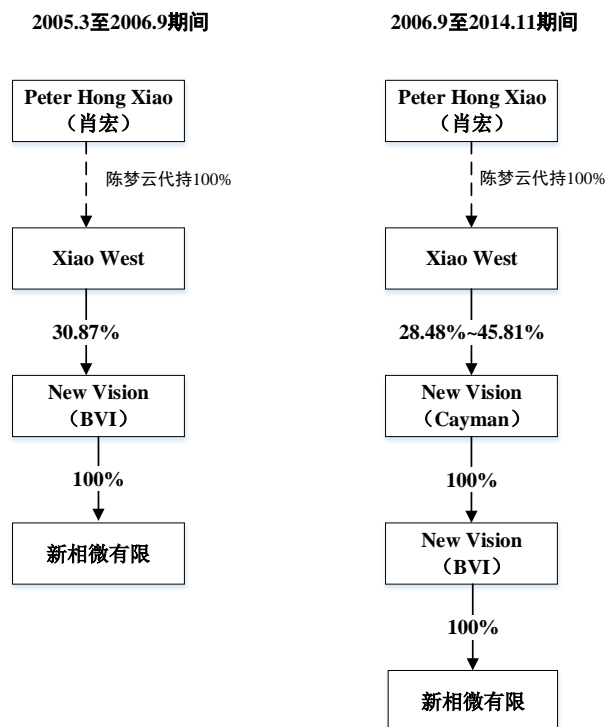 2005.3至2006.9期间
Peter Hong Xiao
（肖宏）
陈梦云代持100%
Xiao West
30.87%
New Vision
（BVI）
100%
新相微有限
2006.9至2014.11期间
Peter Hong Xiao
（肖宏）
陈梦云代持100%
Xiao West
28.48%~45.81%
New Vision
（Cayman）
100%
New Vision
（BVI）
100%
新相微有限